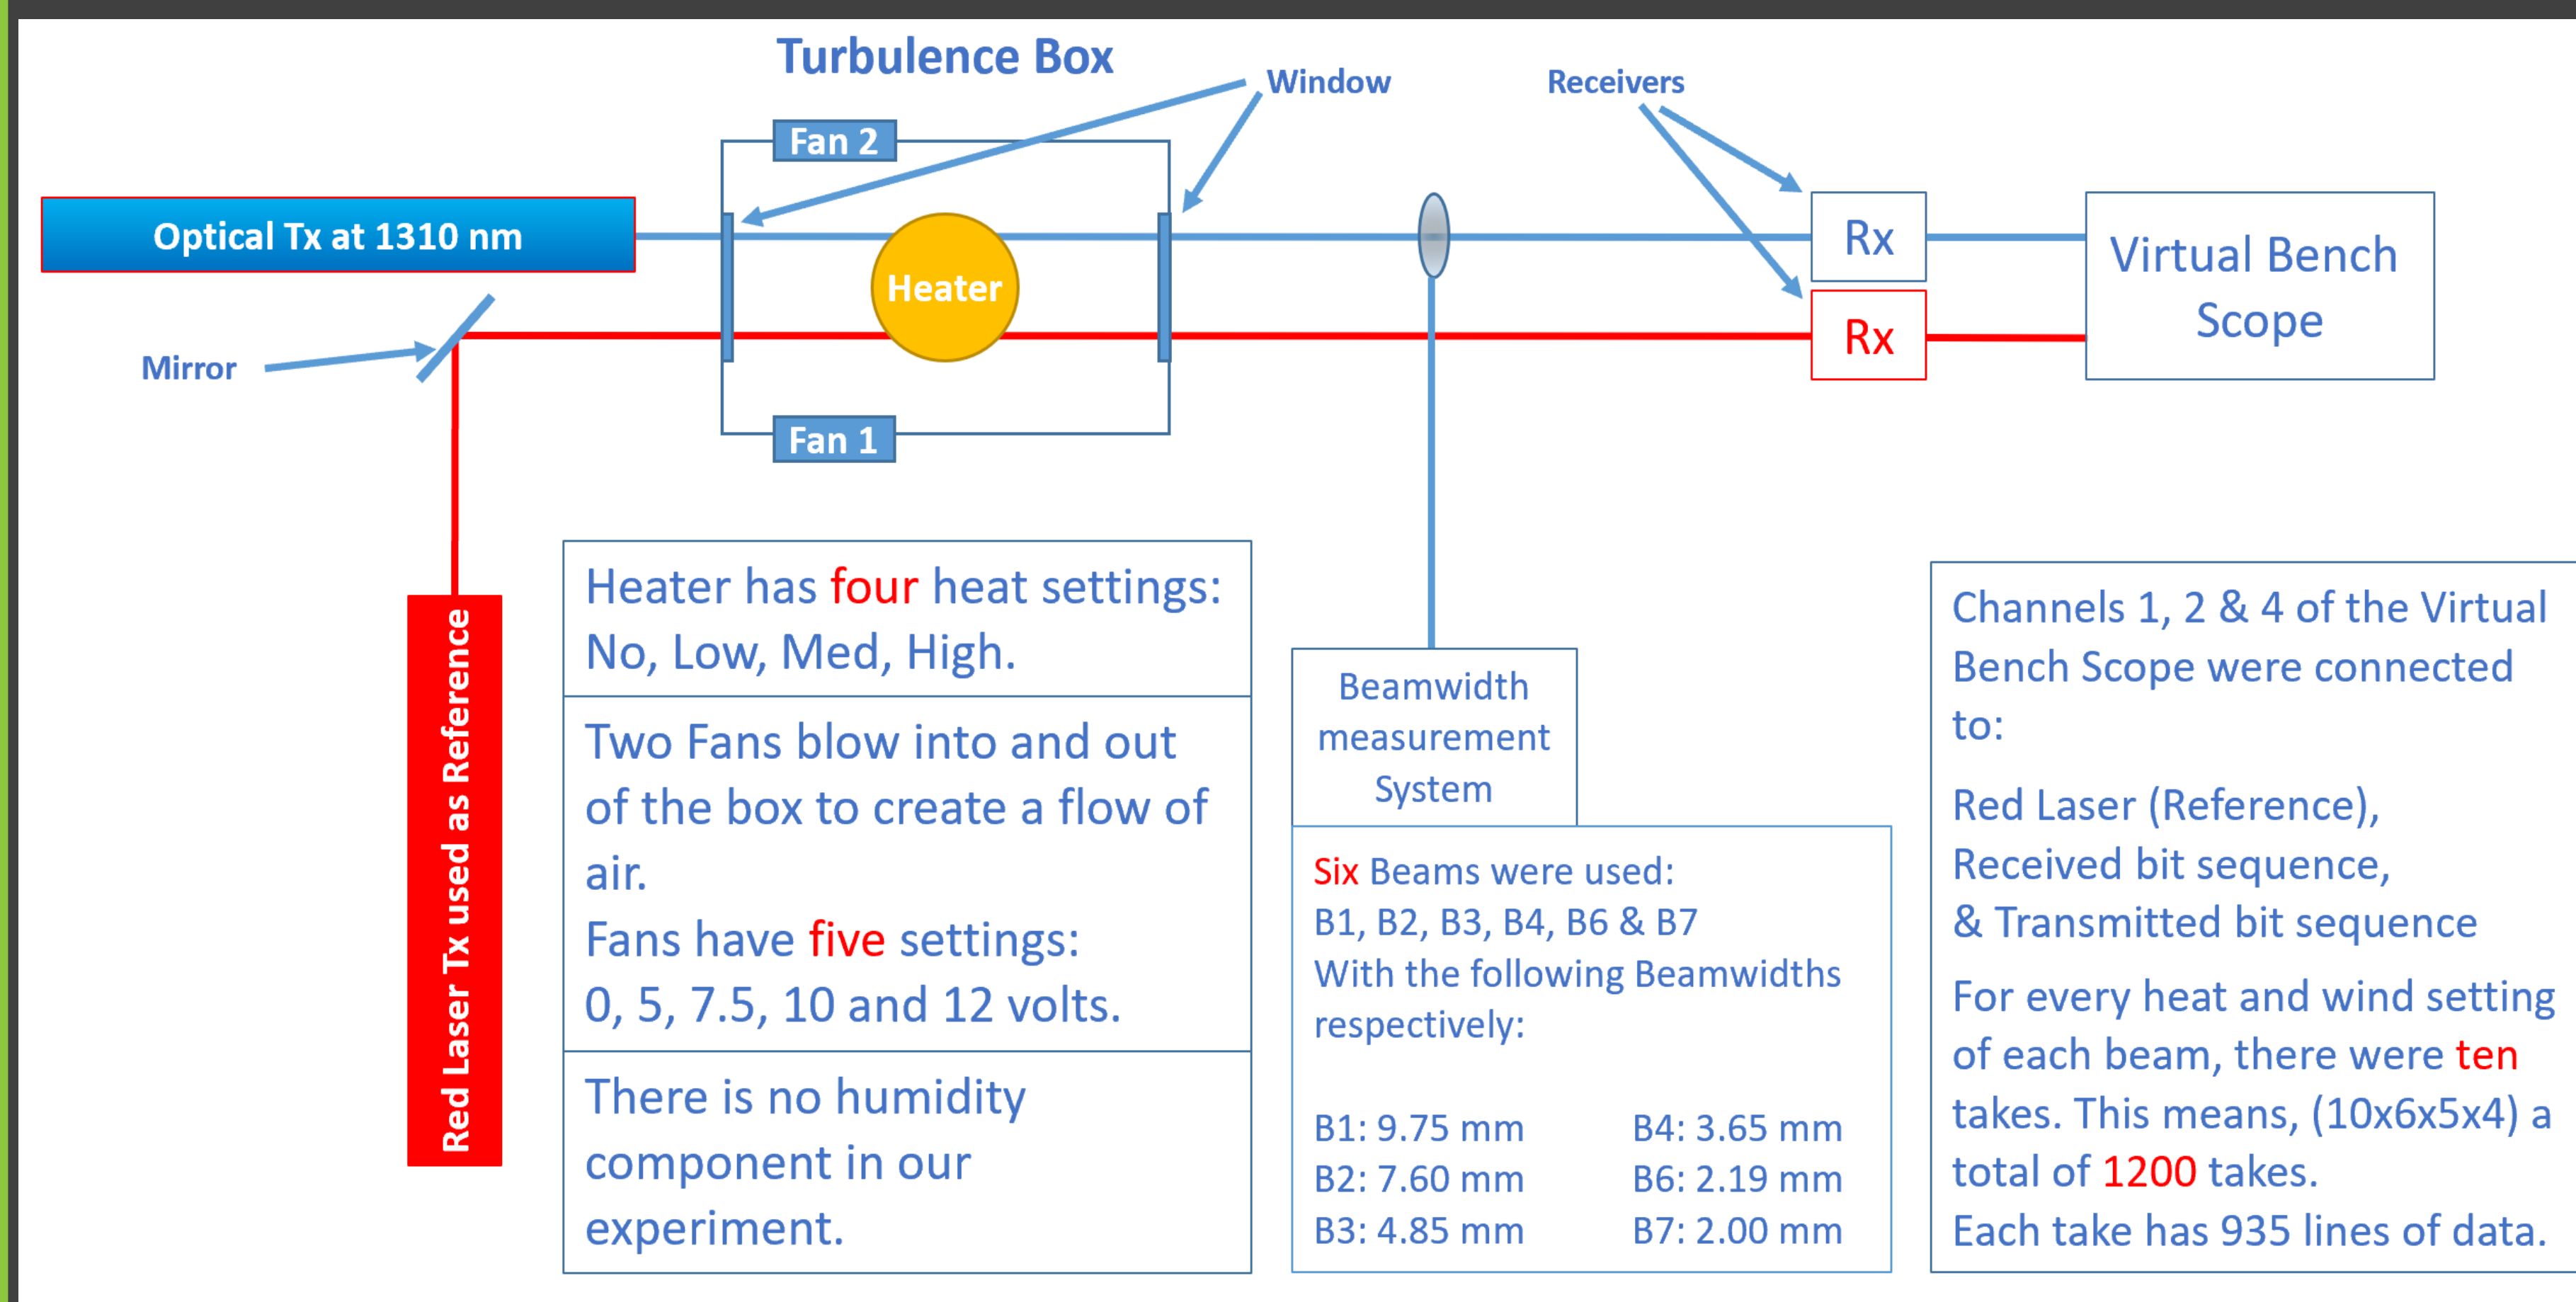 Turbulence Box
Window
Receivers
Fan 2
Optical Tx at 1310 nm
Heater
Rx
Rx
Virtual Bench
Scope
Mirror
Fan 1
Red Laser Tx used as Reference
Heater has four heat settings:
No, Low, Med, High.
Two Fans blow into and out
of the box to create a flow of
air.
Fans have five settings:
0, 5, 7.5, 10 and 12 volts.
There is no humidity
component in our
experiment.
Beamwidth
measurement
System
Six Beams were used:
B1, B2, B3, B4, B6 & B7
With the following Beamwidths
respectively:
B1: 9.75 mm B4: 3.65 mm
B2: 7.60 mm B6: 2.19 mm
B3: 4.85 mm B7: 2.00 mm
Channels 1, 2 & 4 of the Virtual
Bench Scope were connected
to:
Red Laser (Reference),
Received bit sequence,
& Transmitted bit sequence
For every heat and wind setting
of each beam, there were ten
takes. This means, (10x6x5x4) a
total of 1200 takes.
Each take has 935 lines of data.